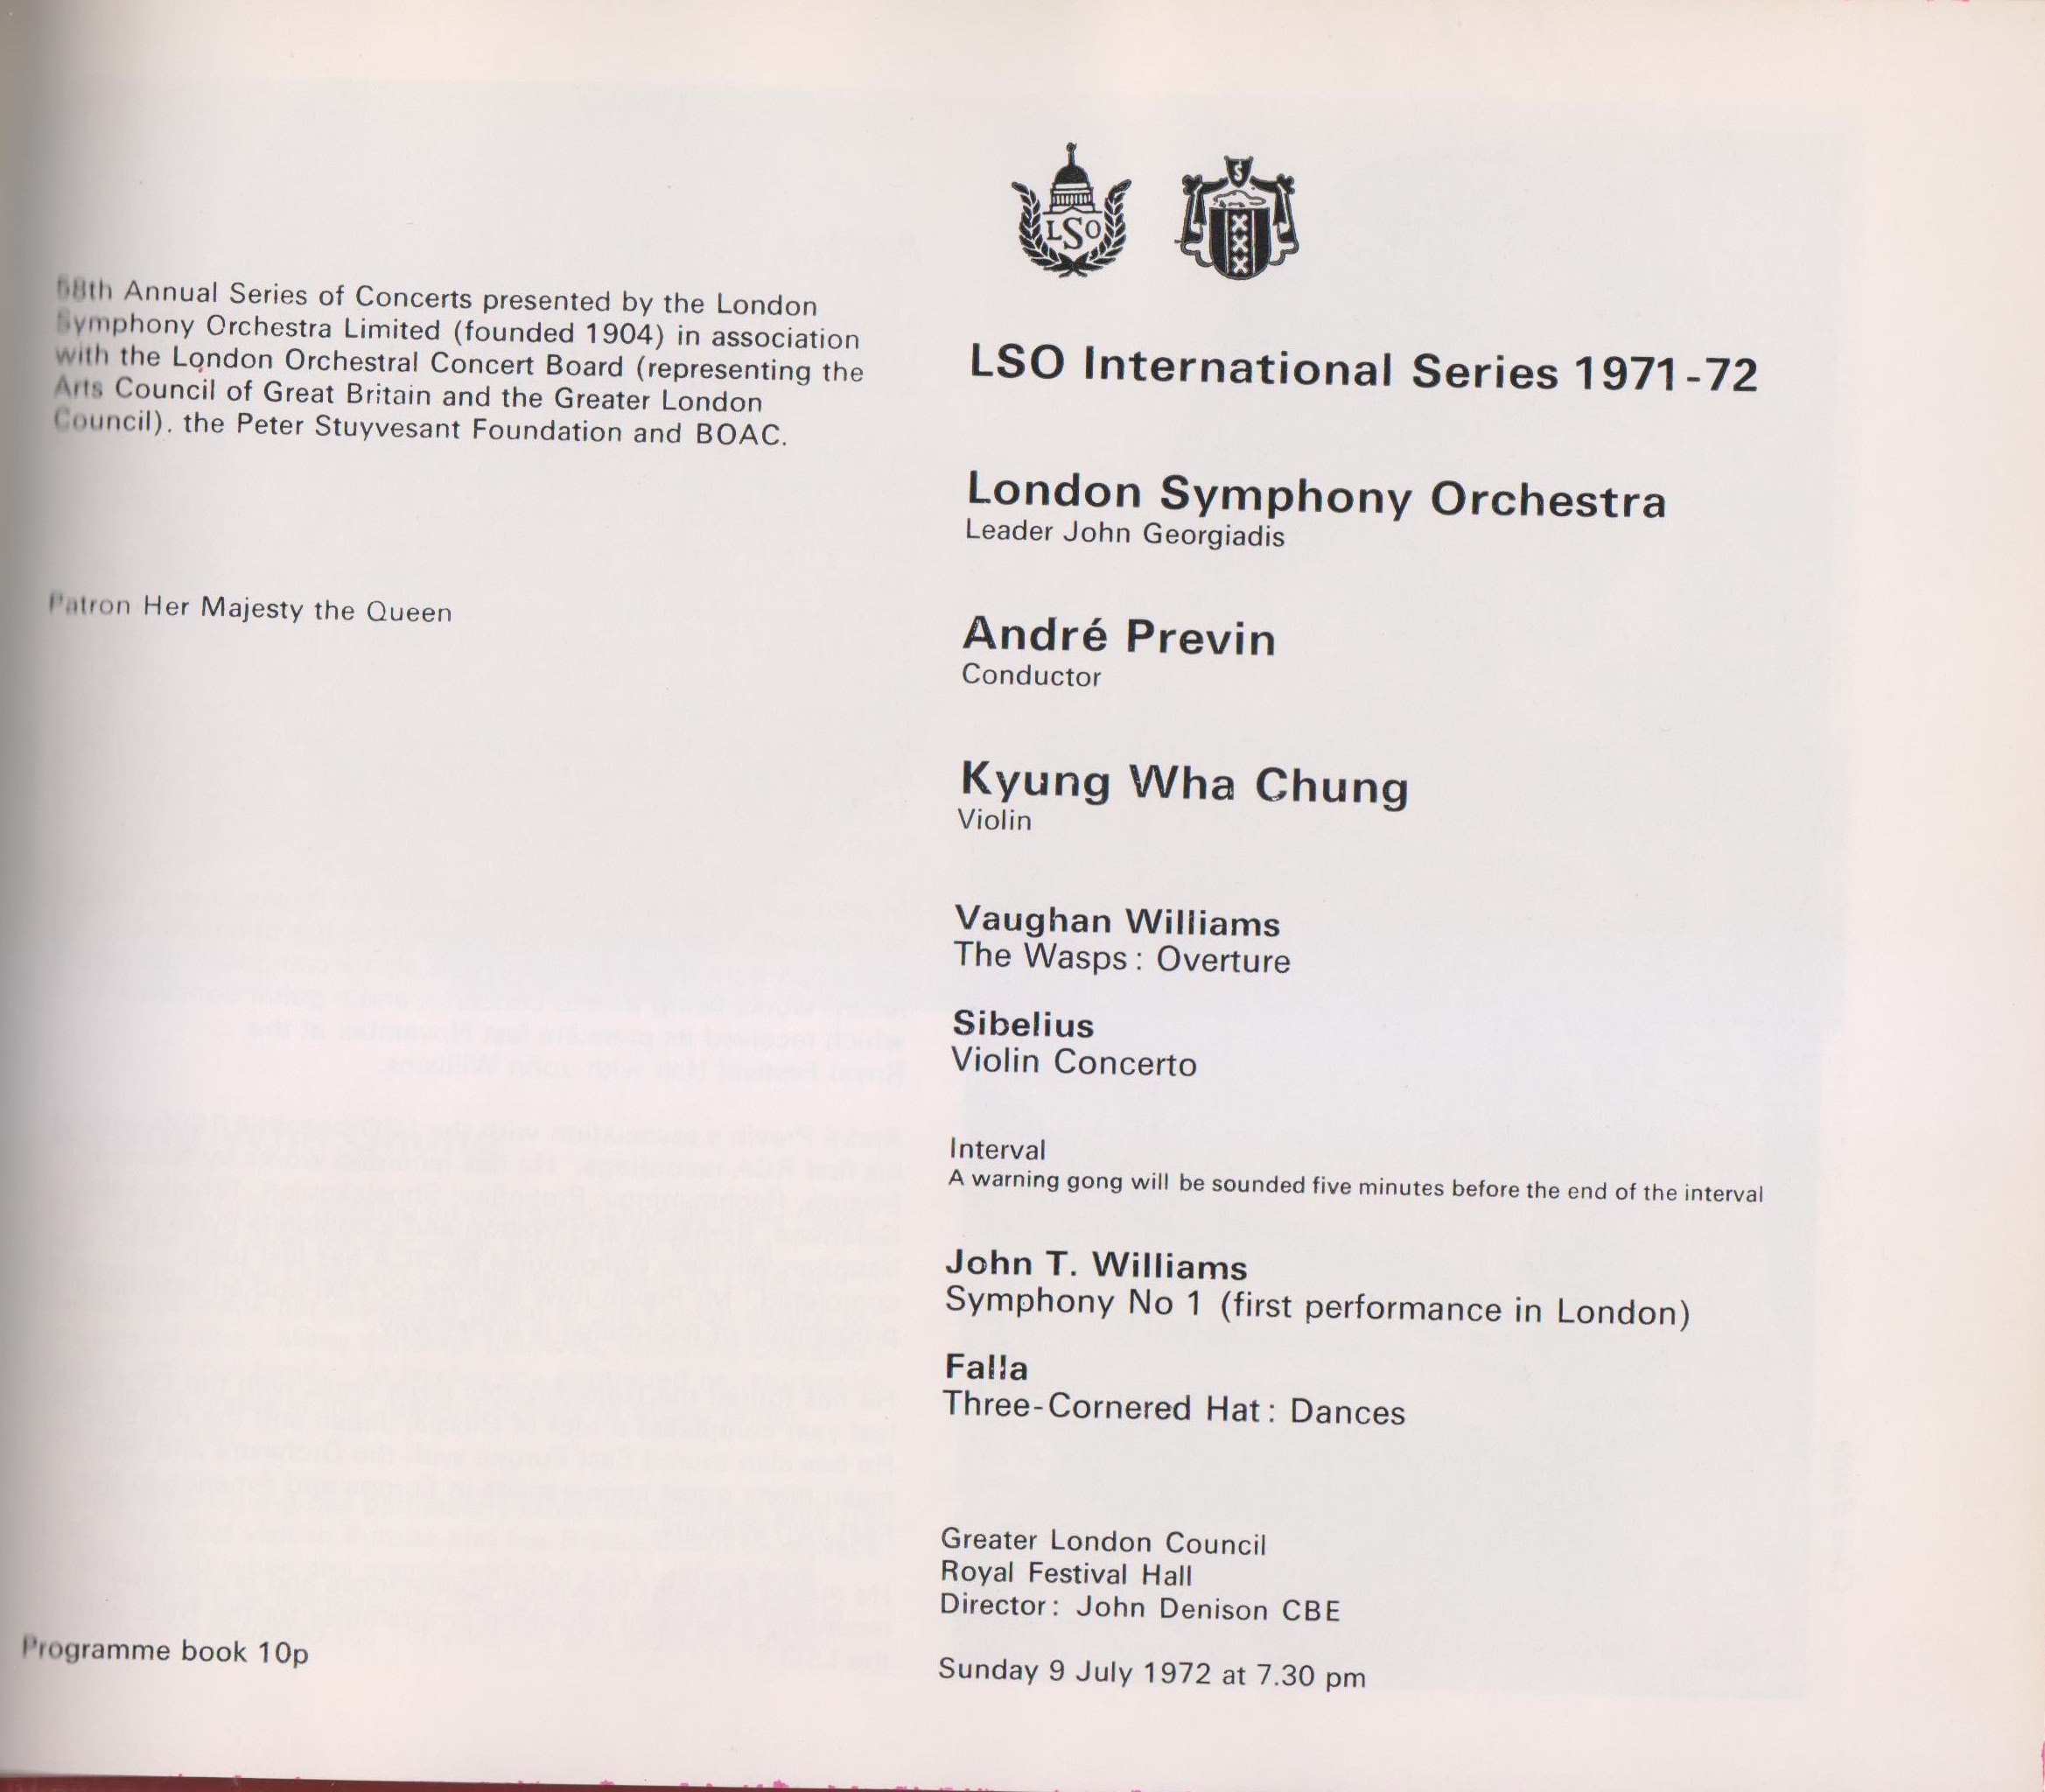 68th Annual Series of Concerts presented by the London
Symphony Orchestra Limited (founded 1904) in association
with the London Orchestral Concert Board (representing the
Arts Council of Great Britain and the Greater London
Council). the Peter Stuyvesant Foundation and BOAC.
Patron Her Majesty the Queen
Programme book 10p
LSO
S
LSO International Series 1971-72
London Symphony Orchestra
Leader John Georgiadis
André Previn
Conductor
Kyung Wha Chung
Violin
Vaughan Williams
The Wasps: Overture
Sibelius
Violin Concerto
Interval
A warning gong will be sounded five minutes before the end of the interval
John T. Williams
Symphony No 1 (first performance in London)
Falla
Three-Cornered Hat: Dances
Greater London Council
Royal Festival Hall
Director: John Denison CBE
Sunday 9 July 1972 at 7.30 pm